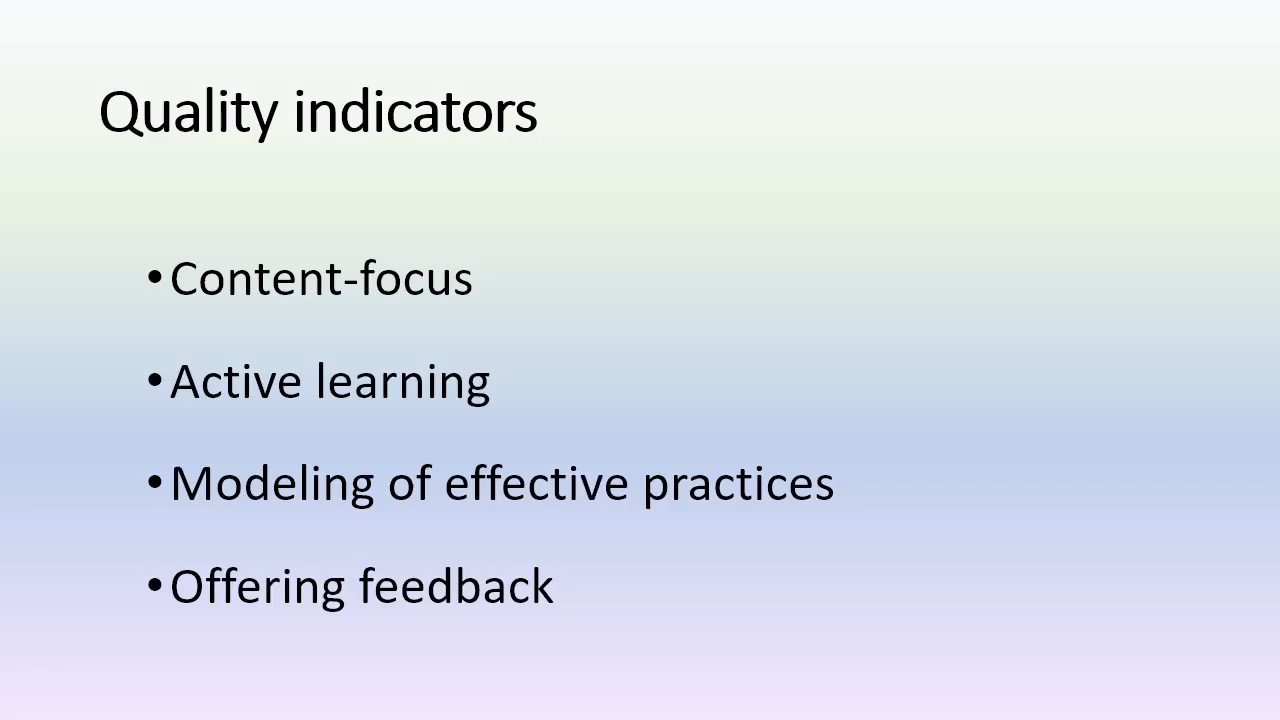 Quality indicators
•Content-focus
•Active learning
•Modeling of effective practices
•Offering feedback